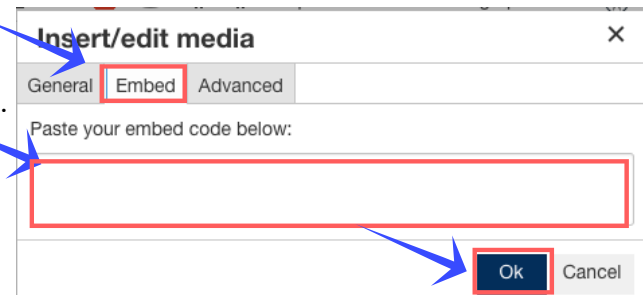 Insert/edit media ×
General Embed Advanced
Paste your embed code below:
Ok Cancel